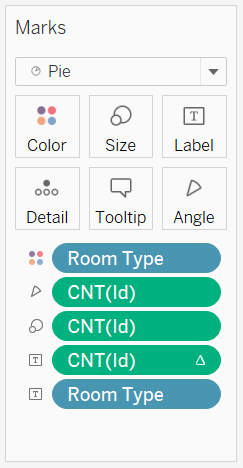 Marks
Pie
Color Size Label
Detail Tooltip Angle
Room Type
CNT(Id)
CNT(Id)
CNT(Id)
Room Type